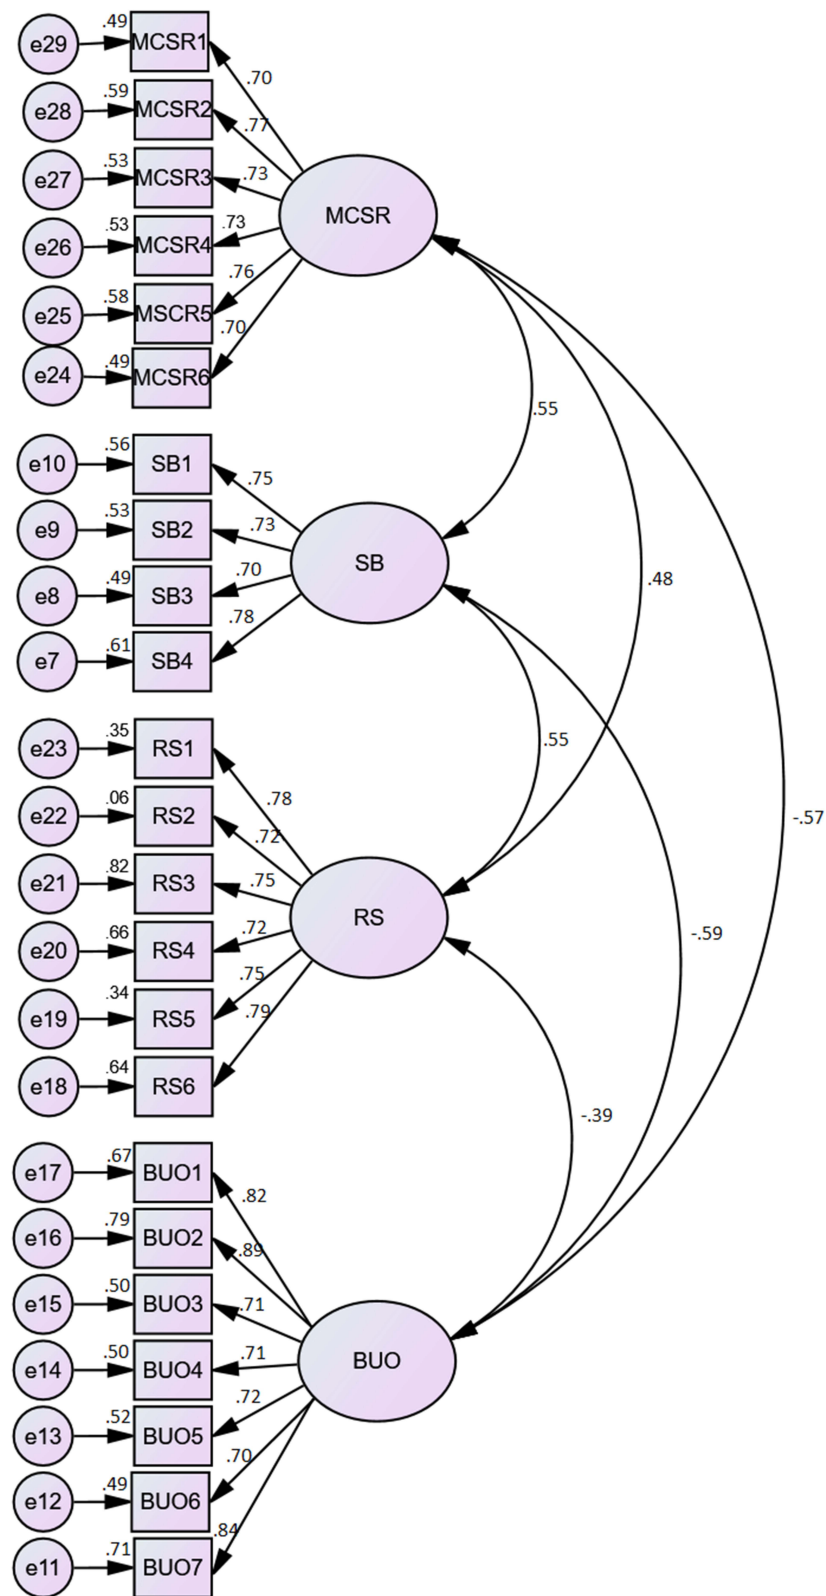 .49
e29 MCSR1
.70
.59
e28 MCSR2
.77
.53
e27 MCSR3
.73
MCSR
.53
e26 MCSR4
.73
.58
e25 MSCR5
.76
.49
e24 MCSR6
.70
.55
.56
e10 SB1
.75
.53
e9 SB2
.73
SB
.49
e8 SB3
.70
.48
.61
e7 SB4
.78
.55
.35
e23 RS1
.78
.06
e22 RS2
.72
-.57
.82
e21 RS3
.75
RS
.66
e20 RS4
.72
-.59
.34
e19 RS5
.75
.64
e18 RS6
.79
-.39
.67
e17 BUO1
.82
.79
e16 BUO2
.89
.50
e15 BUO3
.71
BUO
.50
e14 BUO4
.71
.52
e13 BUO5
.72
.49
e12 BUO6
.70
.71
e11 BUO7
.84